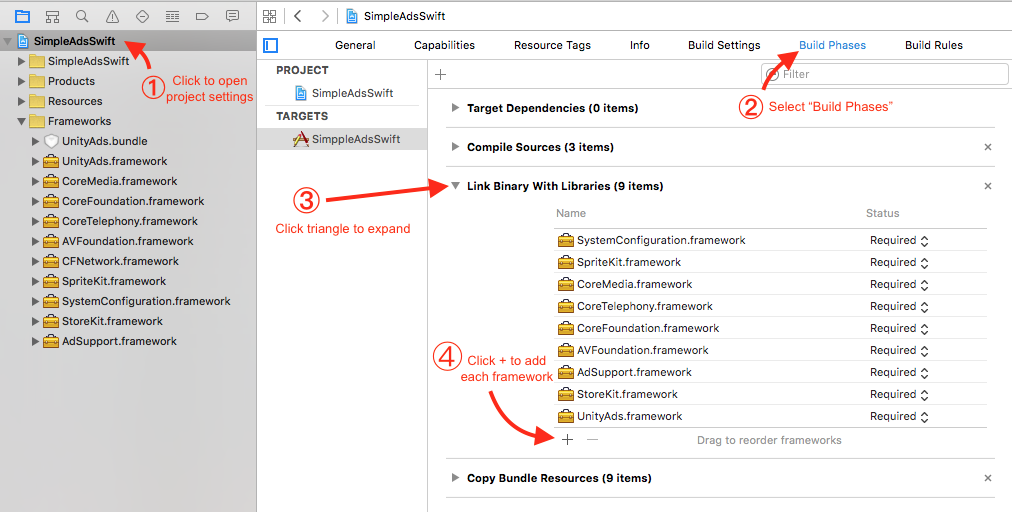 SimpleAdsSwift
SimpleAdsSwift
Products
Resources
Frameworks
UnityAds.bundle
UnityAds.framework
CoreMedia.framework
CoreFoundation.framework
CoreTelephony.framework
AVFoundation.framework
CFNetwork.framework
SpriteKit.framework
SystemConfiguration.framework
StoreKit.framework
AdSupport.framework
① Click to open
project settings
SimpleAdsSwift
General Capabilities Resource Tags Info Build Settings Build Phases Build Rules
PROJECT
SimpleAdsSwift
TARGETS
SimppleAdsSwift
Filter
② Select “Build Phases”
Target Dependencies (0 items)
Compile Sources (3 items)
③
Click triangle to expand
Link Binary With Libraries (9 items)
Name Status
SystemConfiguration.framework Required
SpriteKit.framework Required
CoreMedia.framework Required
CoreTelephony.framework Required
CoreFoundation.framework Required
AVFoundation.framework Required
AdSupport.framework Required
StoreKit.framework Required
UnityAds.framework Required
④ Click + to add
each framework
Drag to reorder frameworks
Copy Bundle Resources (9 items)